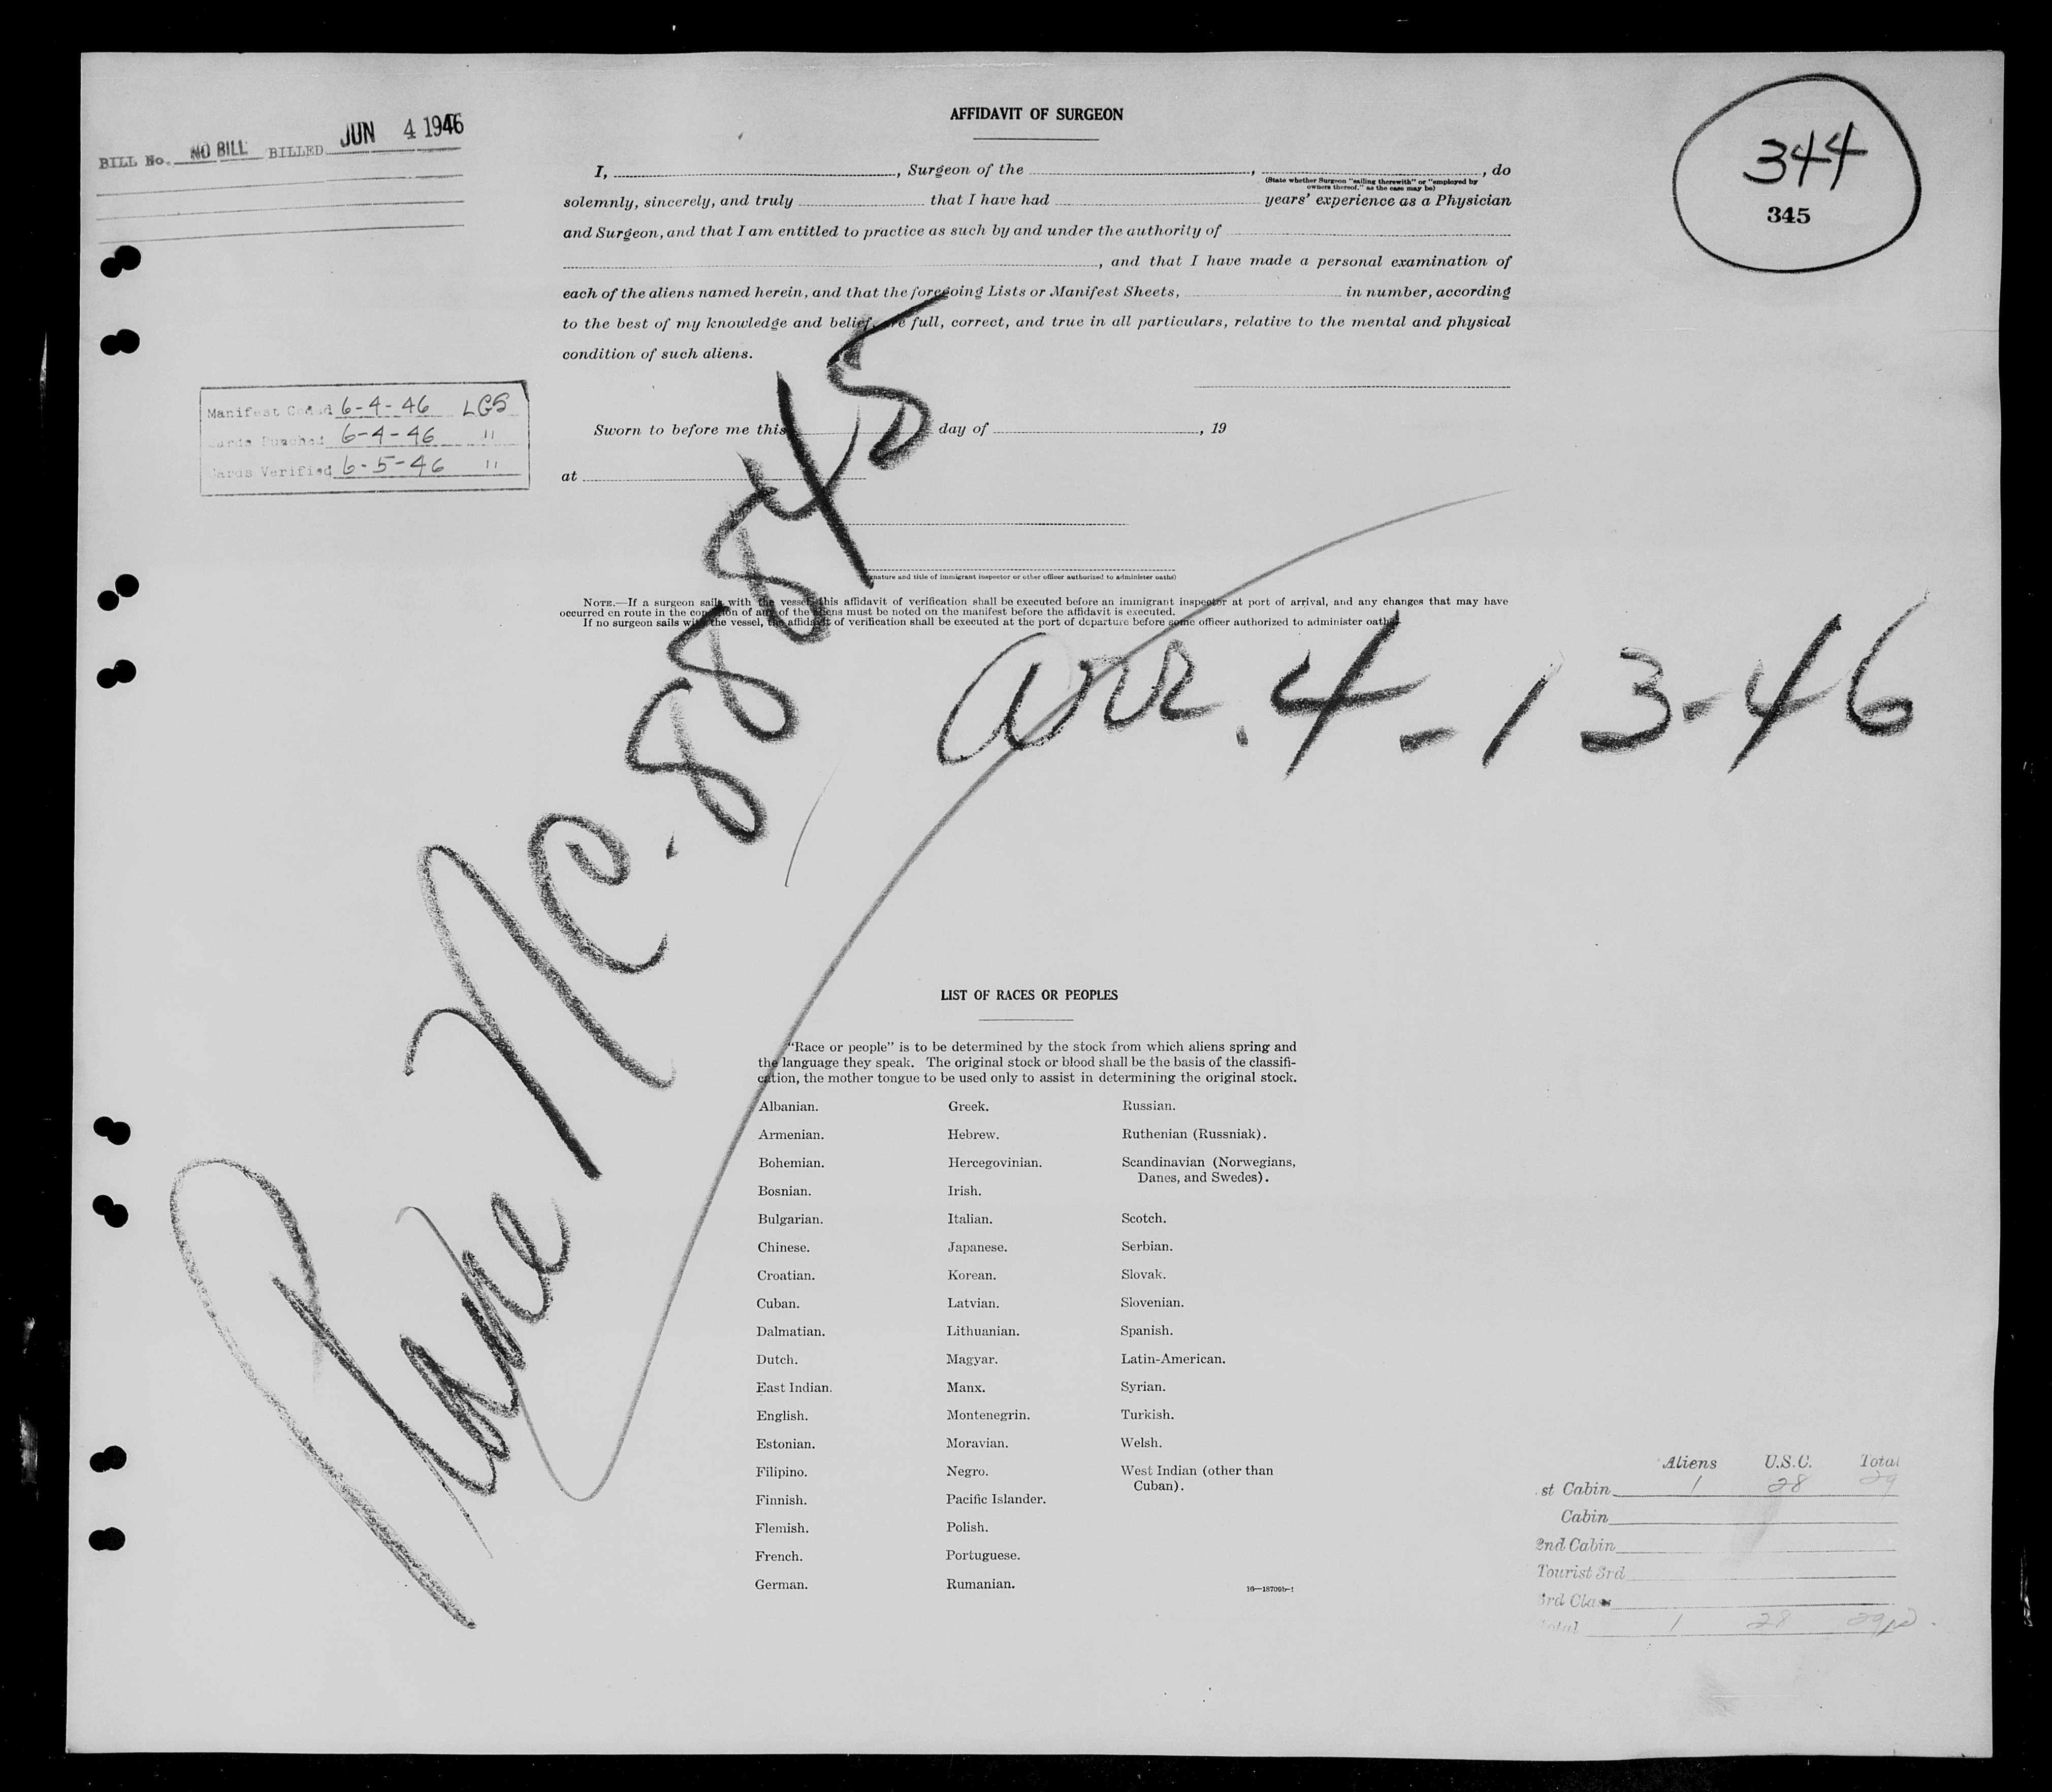 BILL No. NO BILL BILLED JUN 4 1946
344
345
AFFIDAVIT OF SURGEON
I, , Surgeon of the , , do
(State whether Surgeon "sailing therewith" or "employed by
owners thereof," as the case may be)
solemnly, sincerely, and truly that I have had years' experience as a Physician
and Surgeon, and that I am entitled to practice as such by and under the authority of
, and that I have made a personal examination of
each of the aliens named herein, and that the foregoing Lists or Manifest Sheets, in number, according
to the best of my knowledge and belief, are full, correct, and true in all particulars, relative to the mental and physical
condition of such aliens.
Manifest Coded 6-4-46 LGS
Cards Punched 6-4-46 "
Cards Verified 6-5-46 "
Sworn to before me this day of , 19
at
(Signature and title of immigrant inspector or other officer authorized to administer oaths)
NOTE.—If a surgeon sails with the vessel, this affidavit of verification shall be executed before an immigrant inspector at port of arrival, and any changes that may have
occurred en route in the condition of any of the aliens must be noted on the manifest before the affidavit is executed.
If no surgeon sails with the vessel, the affidavit of verification shall be executed at the port of departure before some officer authorized to administer oaths.
Plane NC. 88845
arr. 4-13-46
LIST OF RACES OR PEOPLES
"Race or people" is to be determined by the stock from which aliens spring and
the language they speak. The original stock or blood shall be the basis of the classifi-
cation, the mother tongue to be used only to assist in determining the original stock.
Albanian.
Armenian.
Bohemian.
Bosnian.
Bulgarian.
Chinese.
Croatian.
Cuban.
Dalmatian.
Dutch.
East Indian.
English.
Estonian.
Filipino.
Finnish.
Flemish.
French.
German.
Greek.
Hebrew.
Hercegovinian.
Irish.
Italian.
Japanese.
Korean.
Latvian.
Lithuanian.
Magyar.
Manx.
Montenegrin.
Moravian.
Negro.
Pacific Islander.
Polish.
Portuguese.
Rumanian.
Russian.
Ruthenian (Russniak).
Scandinavian (Norwegians,
Danes, and Swedes).
Scotch.
Serbian.
Slovak.
Slovenian.
Spanish.
Latin-American.
Syrian.
Turkish.
Welsh.
West Indian (other than
Cuban).
16—18700b-1
Aliens U.S.C. Total
st Cabin 1 28 29
Cabin
2nd Cabin
Tourist 3rd
3rd Class
Total 1 28 29